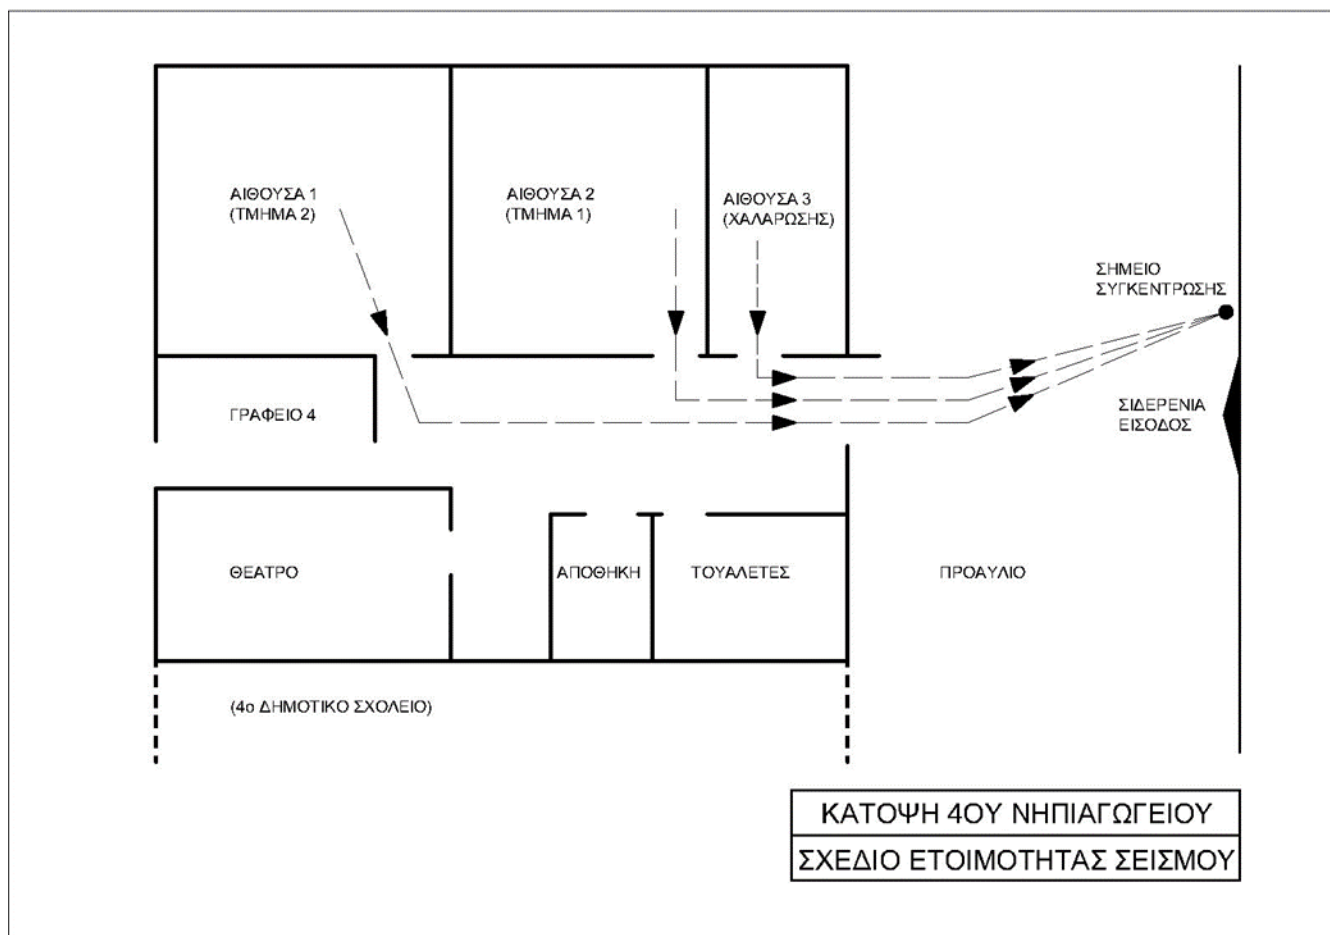 ΑΙΘΟΥΣΑ 1
(ΤΜΗΜΑ 2)
ΑΙΘΟΥΣΑ 2
(ΤΜΗΜΑ 1)
ΑΙΘΟΥΣΑ 3
(ΧΑΛΑΡΩΣΗΣ)
ΣΗΜΕΙΟ
ΣΥΓΚΕΝΤΡΩΣΗΣ
ΓΡΑΦΕΙΟ 4
ΣΙΔΕΡΕΝΙΑ
ΕΙΣΟΔΟΣ
ΘΕΑΤΡΟ
ΑΠΟΘΗΚΗ
ΤΟΥΑΛΕΤΕΣ
ΠΡΟΑΥΛΙΟ
(4ο ΔΗΜΟΤΙΚΟ ΣΧΟΛΕΙΟ)
ΚΑΤΟΨΗ 4ΟΥ ΝΗΠΙΑΓΩΓΕΙΟΥ
ΣΧΕΔΙΟ ΕΤΟΙΜΟΤΗΤΑΣ ΣΕΙΣΜΟΥ